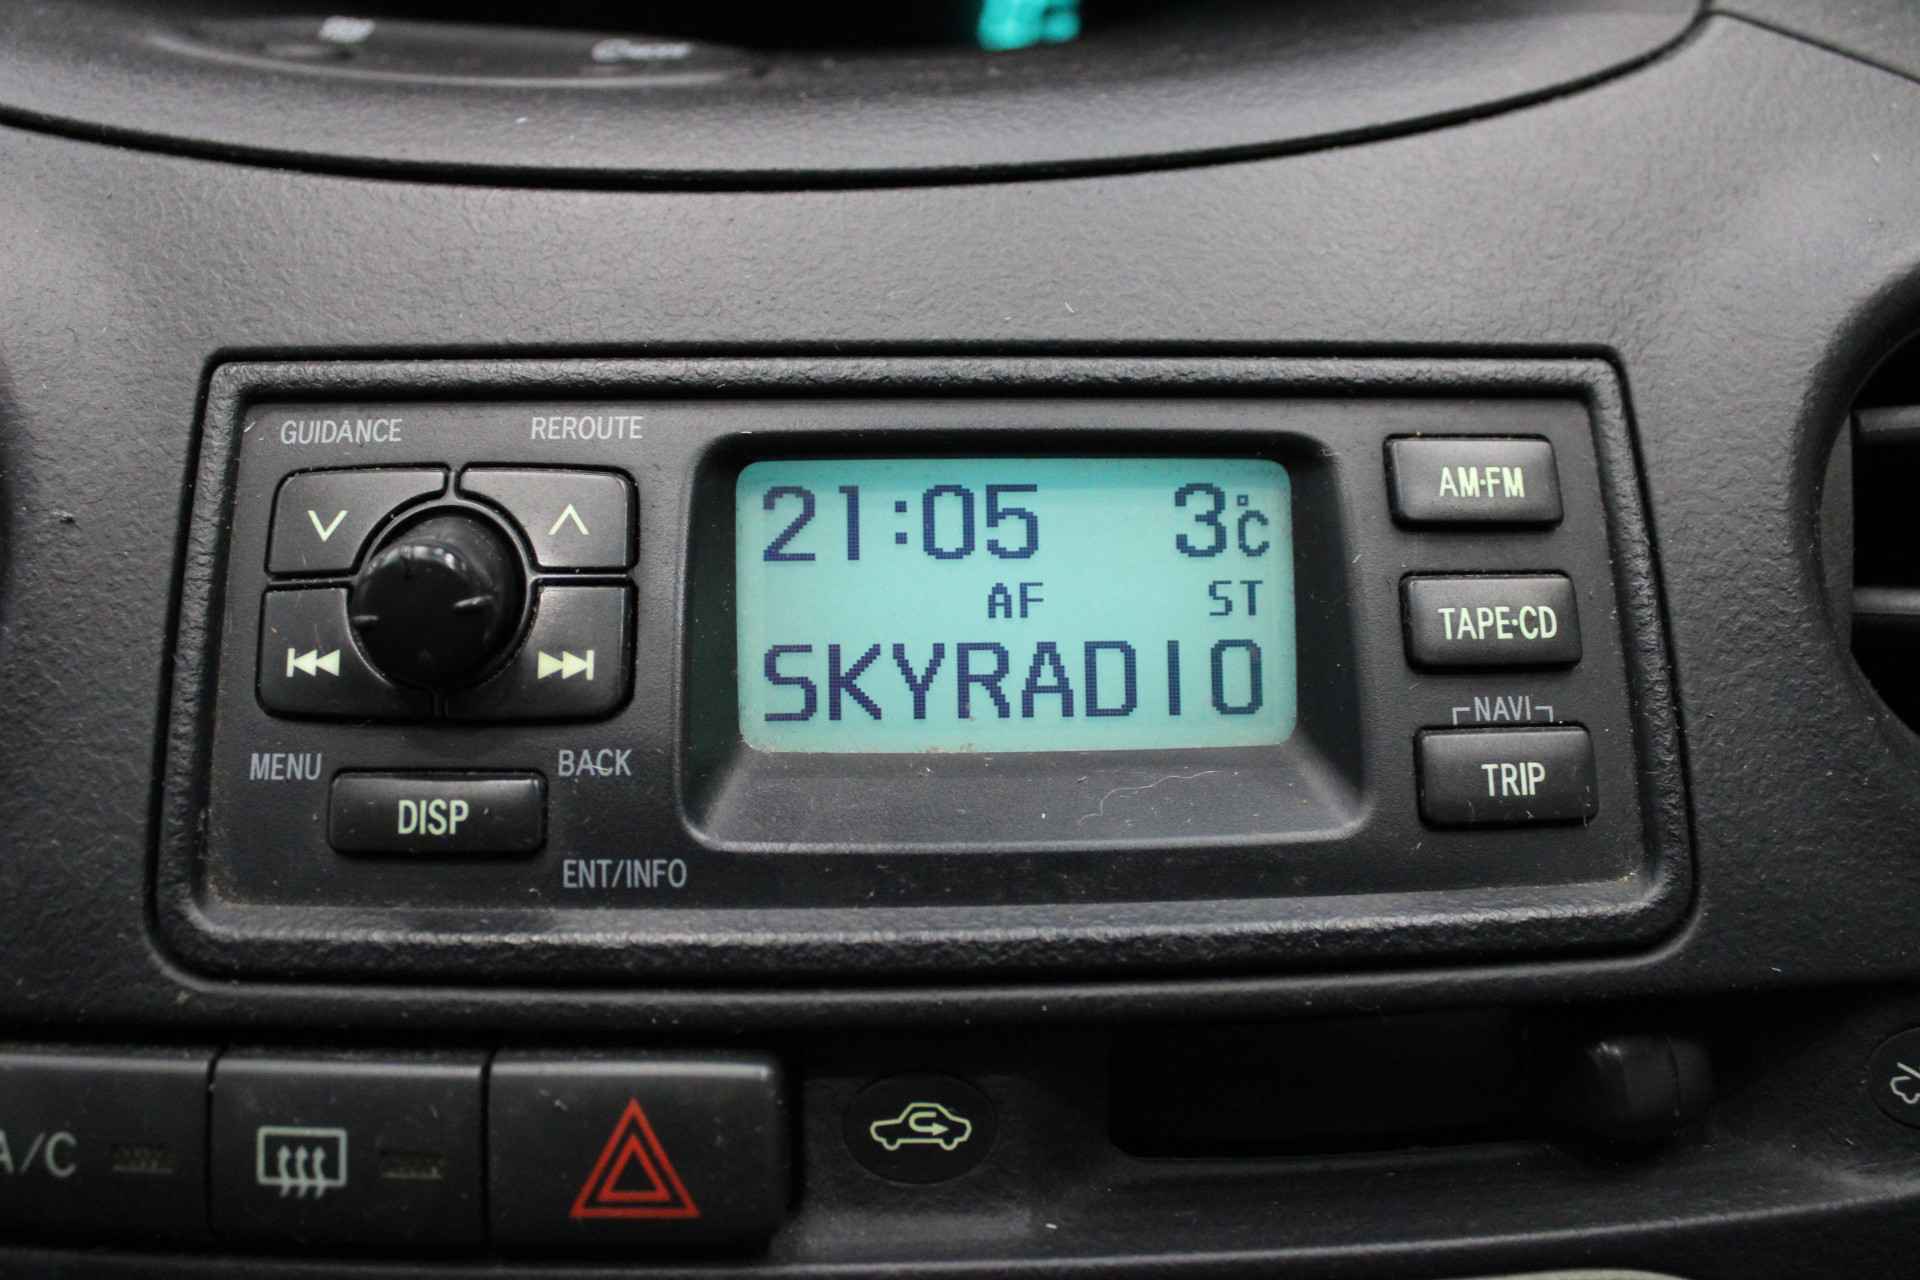 GUIDANCE REROUTE
21:05 3°C
AM·FM
AF ST
TAPE·CD
SKYRADIO
NAVI
MENU BACK
TRIP
DISP
ENT/INFO
A/C